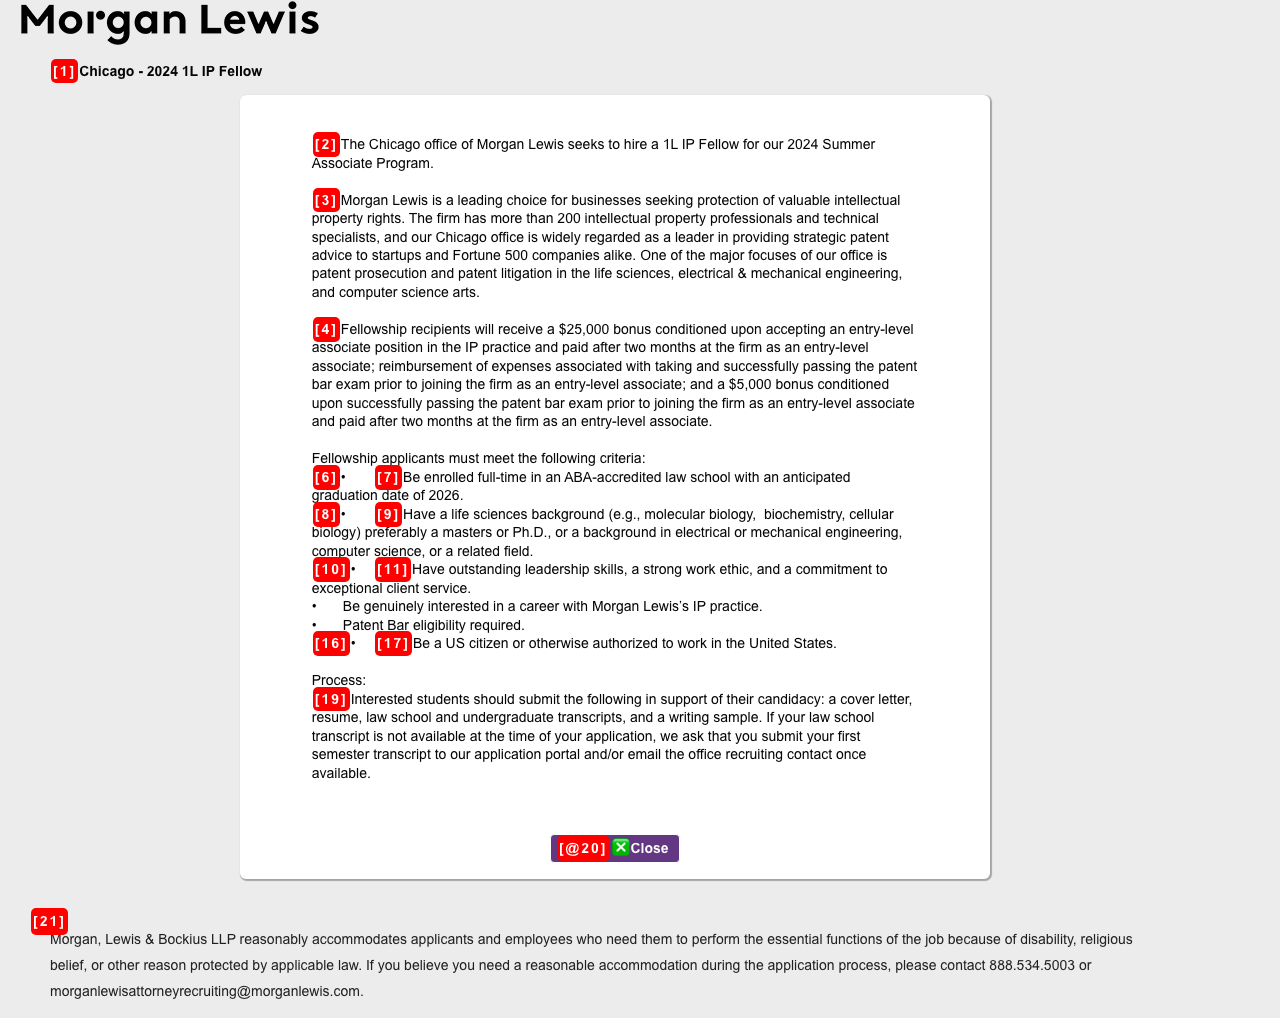 Morgan Lewis
[1] Chicago - 2024 1L IP Fellow
[2] The Chicago office of Morgan Lewis seeks to hire a 1L IP Fellow for our 2024 Summer
Associate Program.
[3] Morgan Lewis is a leading choice for businesses seeking protection of valuable intellectual
property rights. The firm has more than 200 intellectual property professionals and technical
specialists, and our Chicago office is widely regarded as a leader in providing strategic patent
advice to startups and Fortune 500 companies alike. One of the major focuses of our office is
patent prosecution and patent litigation in the life sciences, electrical & mechanical engineering,
and computer science arts.
[4] Fellowship recipients will receive a $25,000 bonus conditioned upon accepting an entry-level
associate position in the IP practice and paid after two months at the firm as an entry-level
associate; reimbursement of expenses associated with taking and successfully passing the patent
bar exam prior to joining the firm as an entry-level associate; and a $5,000 bonus conditioned
upon successfully passing the patent bar exam prior to joining the firm as an entry-level associate
and paid after two months at the firm as an entry-level associate.
Fellowship applicants must meet the following criteria:
[6] • [7] Be enrolled full-time in an ABA-accredited law school with an anticipated
graduation date of 2026.
[8] • [9] Have a life sciences background (e.g., molecular biology, biochemistry, cellular
biology) preferably a masters or Ph.D., or a background in electrical or mechanical engineering,
computer science, or a related field.
[10] • [11] Have outstanding leadership skills, a strong work ethic, and a commitment to
exceptional client service.
• Be genuinely interested in a career with Morgan Lewis’s IP practice.
• Patent Bar eligibility required.
[16] • [17] Be a US citizen or otherwise authorized to work in the United States.
Process:
[19] Interested students should submit the following in support of their candidacy: a cover letter,
resume, law school and undergraduate transcripts, and a writing sample. If your law school
transcript is not available at the time of your application, we ask that you submit your first
semester transcript to our application portal and/or email the office recruiting contact once
available.
[@20] Close
[21]
Morgan, Lewis & Bockius LLP reasonably accommodates applicants and employees who need them to perform the essential functions of the job because of disability, religious
belief, or other reason protected by applicable law. If you believe you need a reasonable accommodation during the application process, please contact 888.534.5003 or
morganlewisattorneyrecruiting@morganlewis.com.